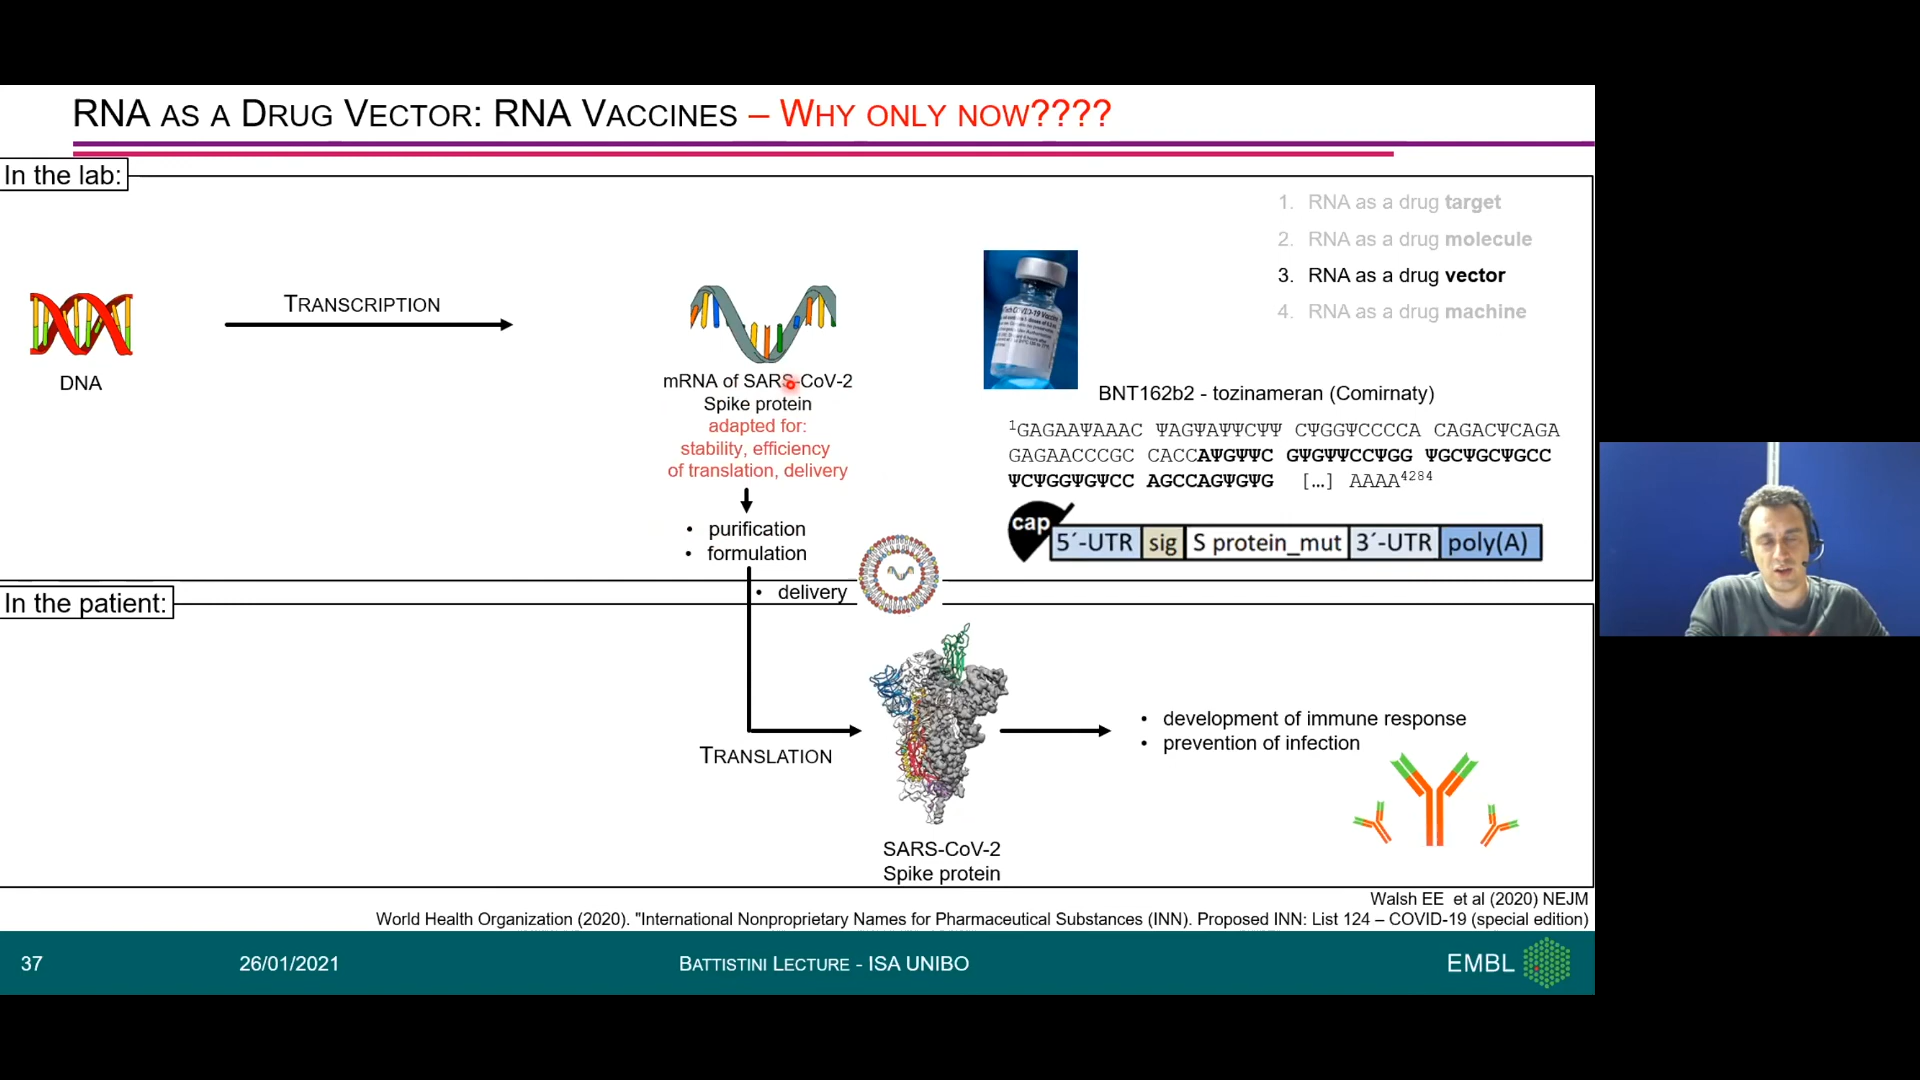 RNA AS A DRUG VECTOR: RNA VACCINES – WHY ONLY NOW????
In the lab:
1. RNA as a drug target
2. RNA as a drug molecule
3. RNA as a drug vector
4. RNA as a drug machine
TRANSCRIPTION
DNA
mRNA of SARS-CoV-2
Spike protein
adapted for:
stability, efficiency
of translation, delivery
• purification
• formulation
BNT162b2 - tozinameran (Comirnaty)
1GAGAAΨAAAC ΨAGΨAΨΨCΨΨ CΨGGΨCCCCA CAGACΨCAGA
GAGAACCCGC CACCAΨGΨΨC GΨGΨΨCCΨGG ΨGCΨGCΨGCC
ΨCΨGGΨGΨCC AGCCAGΨGΨG [...] AAAA4284
cap 5´-UTR sig S protein_mut 3´-UTR poly(A)
• delivery
In the patient:
TRANSLATION
SARS-CoV-2
Spike protein
• development of immune response
• prevention of infection
Walsh EE et al (2020) NEJM
World Health Organization (2020). "International Nonproprietary Names for Pharmaceutical Substances (INN). Proposed INN: List 124 – COVID-19 (special edition)
37
26/01/2021
BATTISTINI LECTURE - ISA UNIBO
EMBL